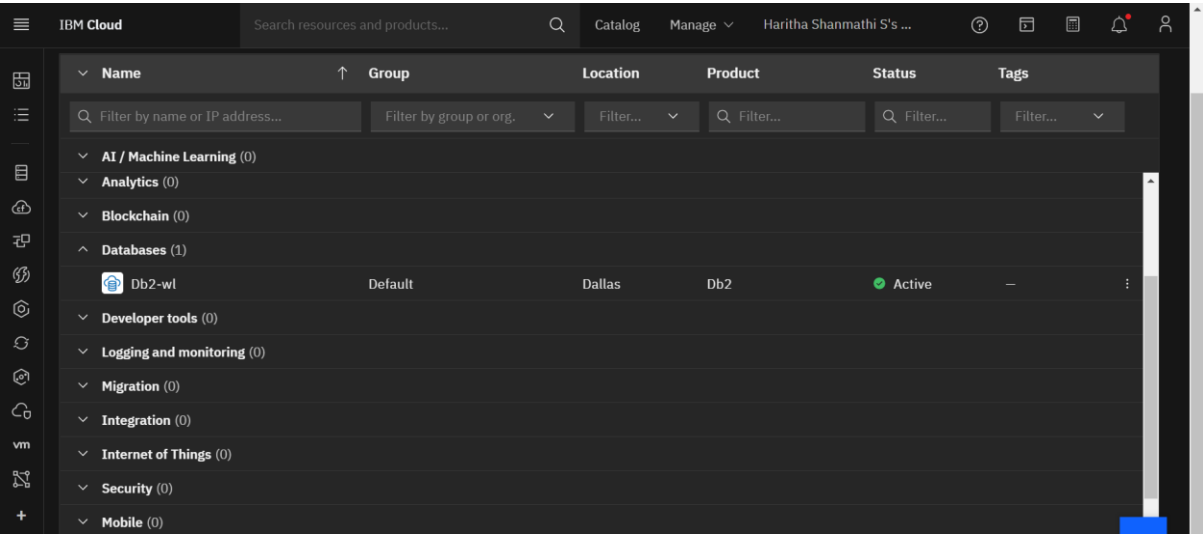 IBM Cloud Search resources and products... Catalog Manage Haritha Shanmathi S's ...
Name Group Location Product Status Tags
Filter by name or IP address... Filter by group or org. Filter... Filter... Filter... Filter...
AI / Machine Learning (0)
Analytics (0)
Blockchain (0)
Databases (1)
Db2-wl Default Dallas Db2 Active –
Developer tools (0)
Logging and monitoring (0)
Migration (0)
Integration (0)
Internet of Things (0)
vm
Security (0)
Mobile (0)